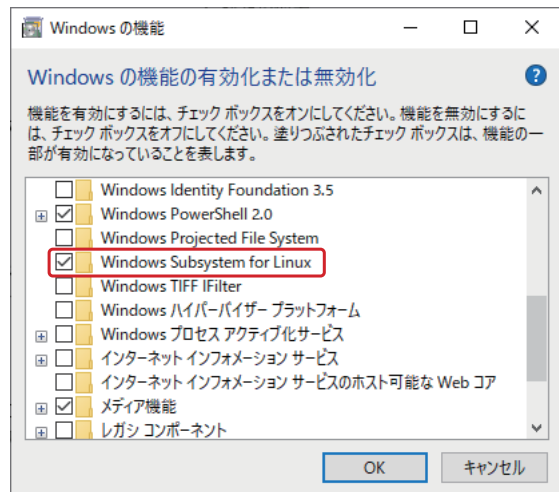 Windows の機能
Windows の機能の有効化または無効化
機能を有効にするには、チェック ボックスをオンにしてください。機能を無効にするに
は、チェック ボックスをオフにしてください。塗りつぶされたチェック ボックスは、機能の一
部が有効になっていることを表します。
Windows Identity Foundation 3.5
Windows PowerShell 2.0
Windows Projected File System
Windows Subsystem for Linux
Windows TIFF IFilter
Windows ハイパーバイザー プラットフォーム
Windows プロセス アクティブ化サービス
インターネット インフォメーション サービス
インターネット インフォメーション サービスのホスト可能な Web コア
メディア機能
レガシ コンポーネント
OK キャンセル